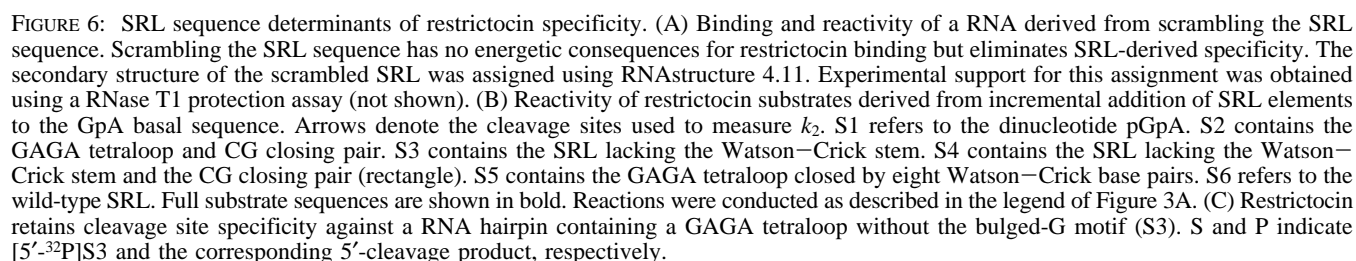 FIGURE 6: SRL sequence determinants of restrictocin specificity. (A) Binding and reactivity of a RNA derived from scrambling the SRL
sequence. Scrambling the SRL sequence has no energetic consequences for restrictocin binding but eliminates SRL-derived specificity. The
secondary structure of the scrambled SRL was assigned using RNAstructure 4.11. Experimental support for this assignment was obtained
using a RNase T1 protection assay (not shown). (B) Reactivity of restrictocin substrates derived from incremental addition of SRL elements
to the GpA basal sequence. Arrows denote the cleavage sites used to measure k₂. S1 refers to the dinucleotide pGpA. S2 contains the
GAGA tetraloop and CG closing pair. S3 contains the SRL lacking the Watson−Crick stem. S4 contains the SRL lacking the Watson−
Crick stem and the CG closing pair (rectangle). S5 contains the GAGA tetraloop closed by eight Watson−Crick base pairs. S6 refers to the
wild-type SRL. Full substrate sequences are shown in bold. Reactions were conducted as described in the legend of Figure 3A. (C) Restrictocin
retains cleavage site specificity against a RNA hairpin containing a GAGA tetraloop without the bulged-G motif (S3). S and P indicate
[5′-³²P]S3 and the corresponding 5′-cleavage product, respectively.